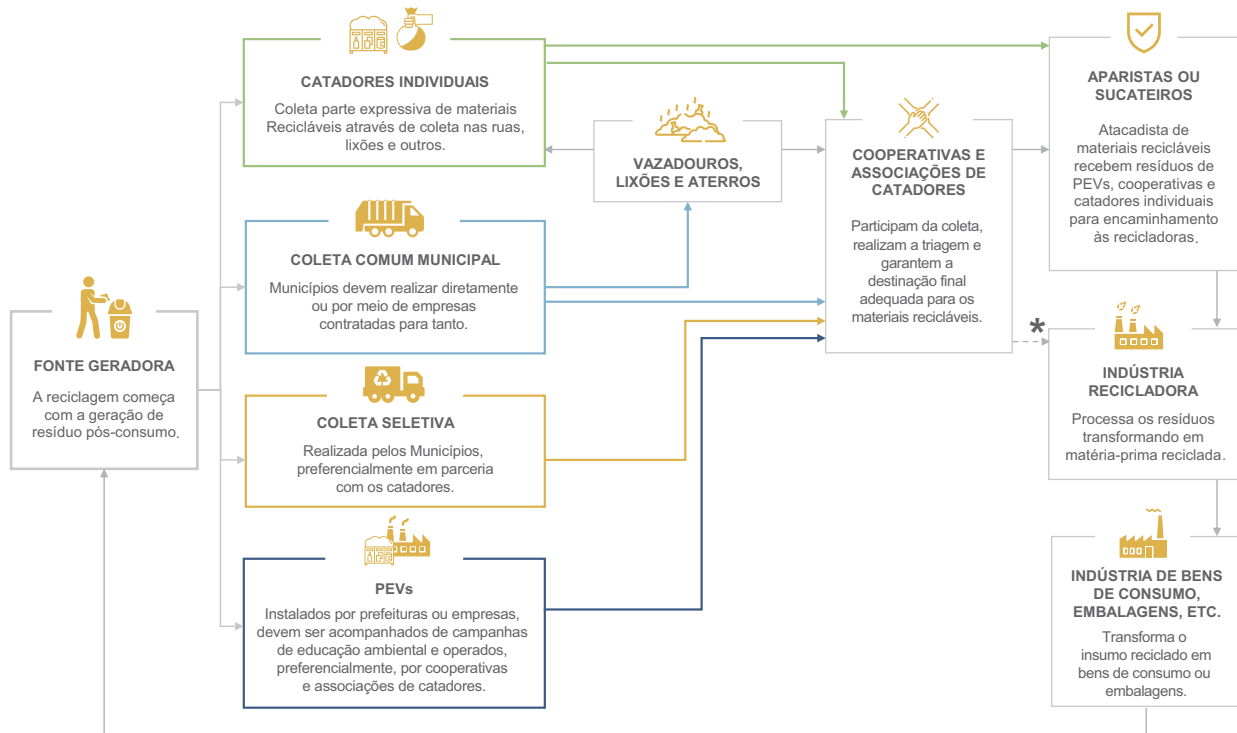 CATADORES INDIVIDUAIS
Coleta parte expressiva de materiais
Recicláveis através de coleta nas ruas,
lixões e outros.
VAZADOUROS,
LIXÕES E ATERROS
COOPERATIVAS E
ASSOCIAÇÕES DE
CATADORES
Participam da coleta,
realizam a triagem e
garantem a
destinação final
adequada para os
materiais recicláveis.
APARISTAS OU
SUCATEIROS
Atacadista de
materiais recicláveis
recebem resíduos de
PEVs, cooperativas e
catadores individuais
para encaminhamento
às recicladoras.
COLETA COMUM MUNICIPAL
Municípios devem realizar diretamente
ou por meio de empresas
contratadas para tanto.
FONTE GERADORA
A reciclagem começa
com a geração de
resíduo pós-consumo.
*
INDÚSTRIA
RECICLADORA
Processa os resíduos
transformando em
matéria-prima reciclada.
COLETA SELETIVA
Realizada pelos Municípios,
preferencialmente em parceria
com os catadores.
PEVs
Instalados por prefeituras ou empresas,
devem ser acompanhados de campanhas
de educação ambiental e operados,
preferencialmente, por cooperativas
e associações de catadores.
INDÚSTRIA DE BENS
DE CONSUMO,
EMBALAGENS, ETC.
Transforma o
insumo reciclado em
bens de consumo ou
embalagens.